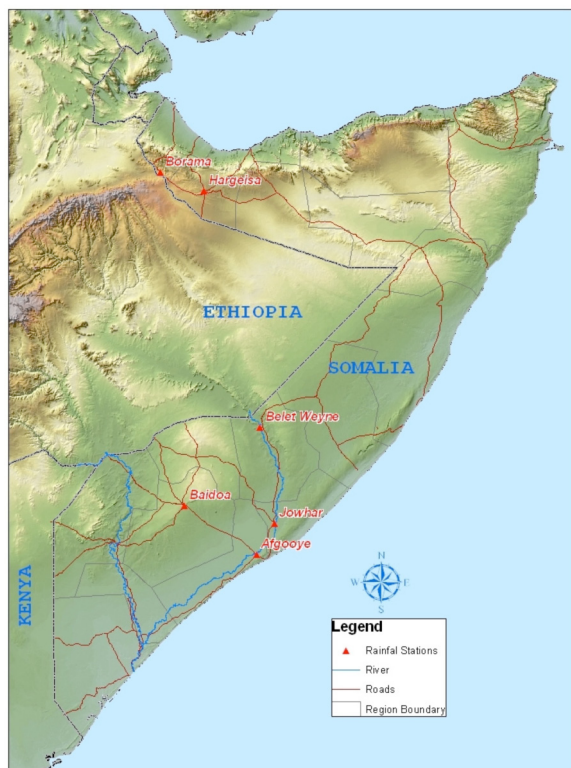 Borama
Hargeisa
ETHIOPIA
SOMALIA
Belet Weyne
Baidoa
Jowhar
Afgooye
KENYA
N
W E
S
Legend
Rainfal Stations
River
Roads
Region Boundary